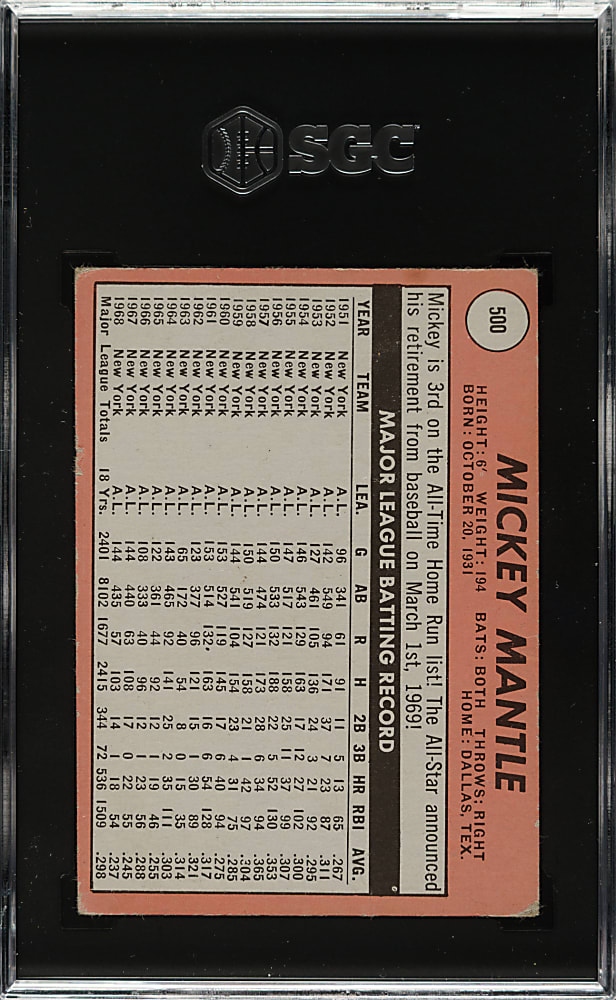 SGC
500
MICKEY MANTLE
HEIGHT: 6' WEIGHT: 194 BATS: BOTH THROWS: RIGHT
BORN: OCTOBER 20, 1931 HOME: DALLAS, TEX.
Mickey is 3rd on the All-Time Home Run list! The All-Star announced
his retirement from baseball on March 1st, 1969!
MAJOR LEAGUE BATTING RECORD
©
YEAR TEAM LEA. G AB R H 2B 3B HR RBI AVG.
1951 New York A.L. 96 341 61 91 11 5 13 65 .267
1952 New York A.L. 142 549 94 171 37 7 23 87 .311
1953 New York A.L. 127 461 105 136 24 3 21 92 .295
1954 New York A.L. 146 543 129 163 17 12 27 102 .300
1955 New York A.L. 147 517 121 158 25 11 37 99 .307
1956 New York A.L. 150 533 132 188 22 5 52 130 .353
1957 New York A.L. 144 474 121 173 28 6 34 94 .365
1958 New York A.L. 150 519 127 158 21 1 42 97 .304
1959 New York A.L. 144 541 104 154 23 4 31 75 .285
1960 New York A.L. 153 527 119 145 17 6 40 94 .275
1961 New York A.L. 153 514 132 163 16 6 54 128 .317
1962 New York A.L. 123 377 96 121 15 1 30 89 .321
1963 New York A.L. 65 172 40 54 8 0 15 35 .314
1964 New York A.L. 143 465 92 141 25 2 35 111 .303
1965 New York A.L. 122 361 44 92 12 1 19 46 .255
1966 New York A.L. 108 333 40 96 12 1 23 56 .288
1967 New York A.L. 144 440 63 108 17 0 22 55 .245
1968 New York A.L. 144 435 57 103 14 1 18 54 .237
Major League Totals 18 Yrs. 2401 8102 1677 2415 344 72 536 1509 .298